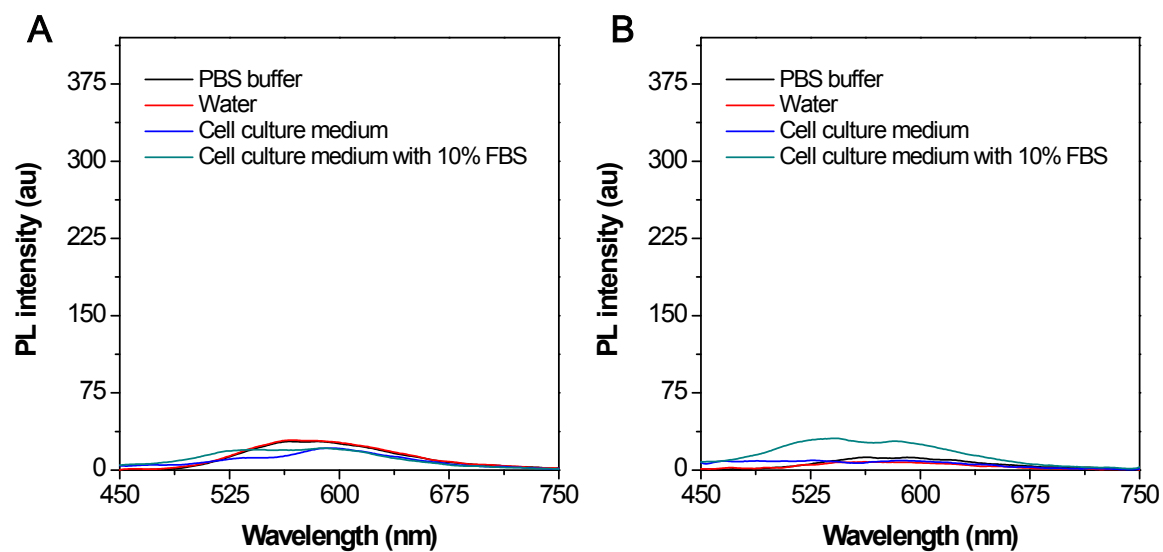 A
PBS buffer
Water
Cell culture medium
Cell culture medium with 10% FBS
375
300
225
150
75
0
450
525
600
675
750
PL intensity (au)
Wavelength (nm)
B
PBS buffer
Water
Cell culture medium
Cell culture medium with 10% FBS
375
300
225
150
75
0
450
525
600
675
750
PL intensity (au)
Wavelength (nm)